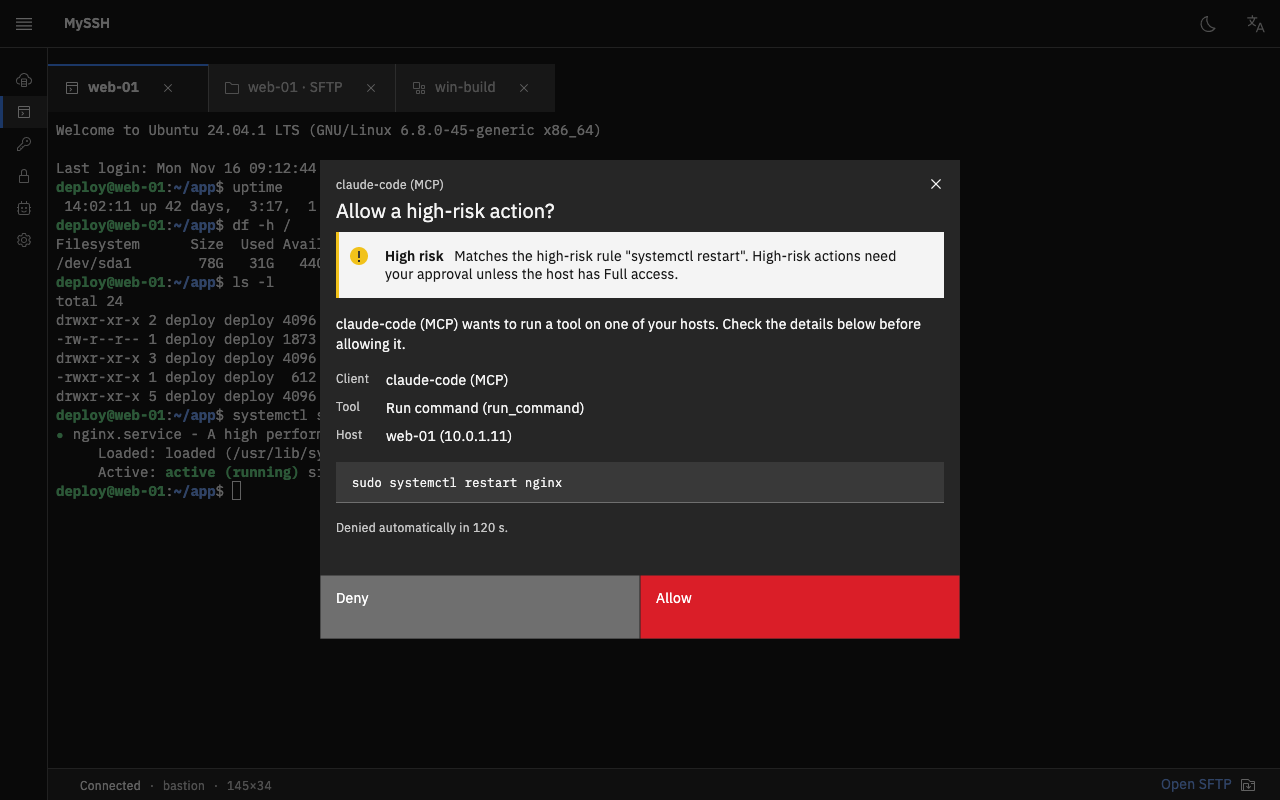 MySSH
web-01
web-01 · SFTP
win-build
Welcome to Ubuntu 24.04.1 LTS (GNU/Linux 6.8.0-45-generic x86_64)
Last login: Mon Nov 16 09:12:44
deploy@web-01:~/app$ uptime
14:02:11 up 42 days, 3:17, 1
deploy@web-01:~/app$ df -h /
Filesystem Size Used Avail
/dev/sda1 78G 31G 44G
deploy@web-01:~/app$ ls -l
total 24
drwxr-xr-x 2 deploy deploy 4096
-rw-r--r-- 1 deploy deploy 1873
drwxr-xr-x 3 deploy deploy 4096
-rwxr-xr-x 1 deploy deploy 612
drwxr-xr-x 5 deploy deploy 4096
deploy@web-01:~/app$ systemctl
● nginx.service - A high perfor
Loaded: loaded (/usr/lib/sy
Active: active (running) si
deploy@web-01:~/app$
claude-code (MCP)
Allow a high-risk action?
High risk Matches the high-risk rule "systemctl restart". High-risk actions need
your approval unless the host has Full access.
claude-code (MCP) wants to run a tool on one of your hosts. Check the details below before
allowing it.
Client claude-code (MCP)
Tool Run command (run_command)
Host web-01 (10.0.1.11)
sudo systemctl restart nginx
Denied automatically in 120 s.
Deny
Allow
Connected · bastion · 145×34
Open SFTP